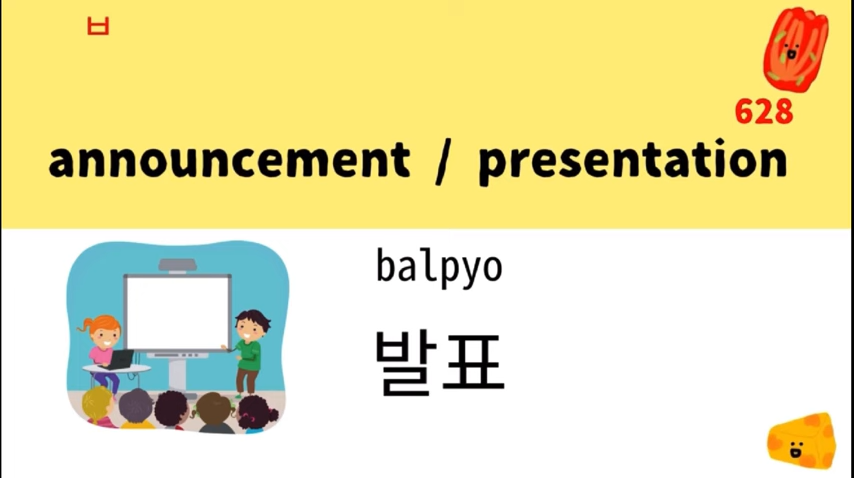 ㅂ
628
announcement / presentation
balpyo
발표